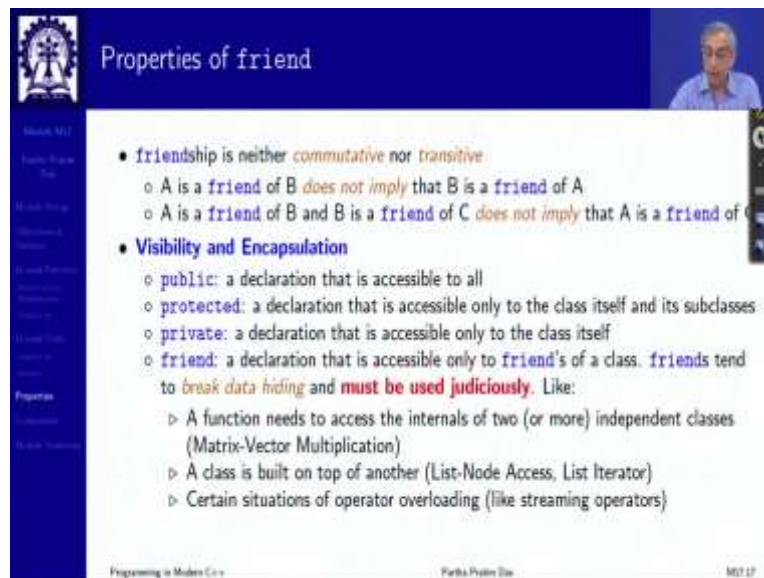 Properties of friend
• friendship is neither commutative nor transitive
◦ A is a friend of B does not imply that B is a friend of A
◦ A is a friend of B and B is a friend of C does not imply that A is a friend of
• Visibility and Encapsulation
◦ public: a declaration that is accessible to all
◦ protected: a declaration that is accessible only to the class itself and its subclasses
◦ private: a declaration that is accessible only to the class itself
◦ friend: a declaration that is accessible only to friend's of a class. friends tend
to break data hiding and must be used judiciously. Like:
▷ A function needs to access the internals of two (or more) independent classes
(Matrix-Vector Multiplication)
▷ A class is built on top of another (List-Node Access, List Iterator)
▷ Certain situations of operator overloading (like streaming operators)
Properties
Programming in Modern C++
Partha Pratim Das
M17.17